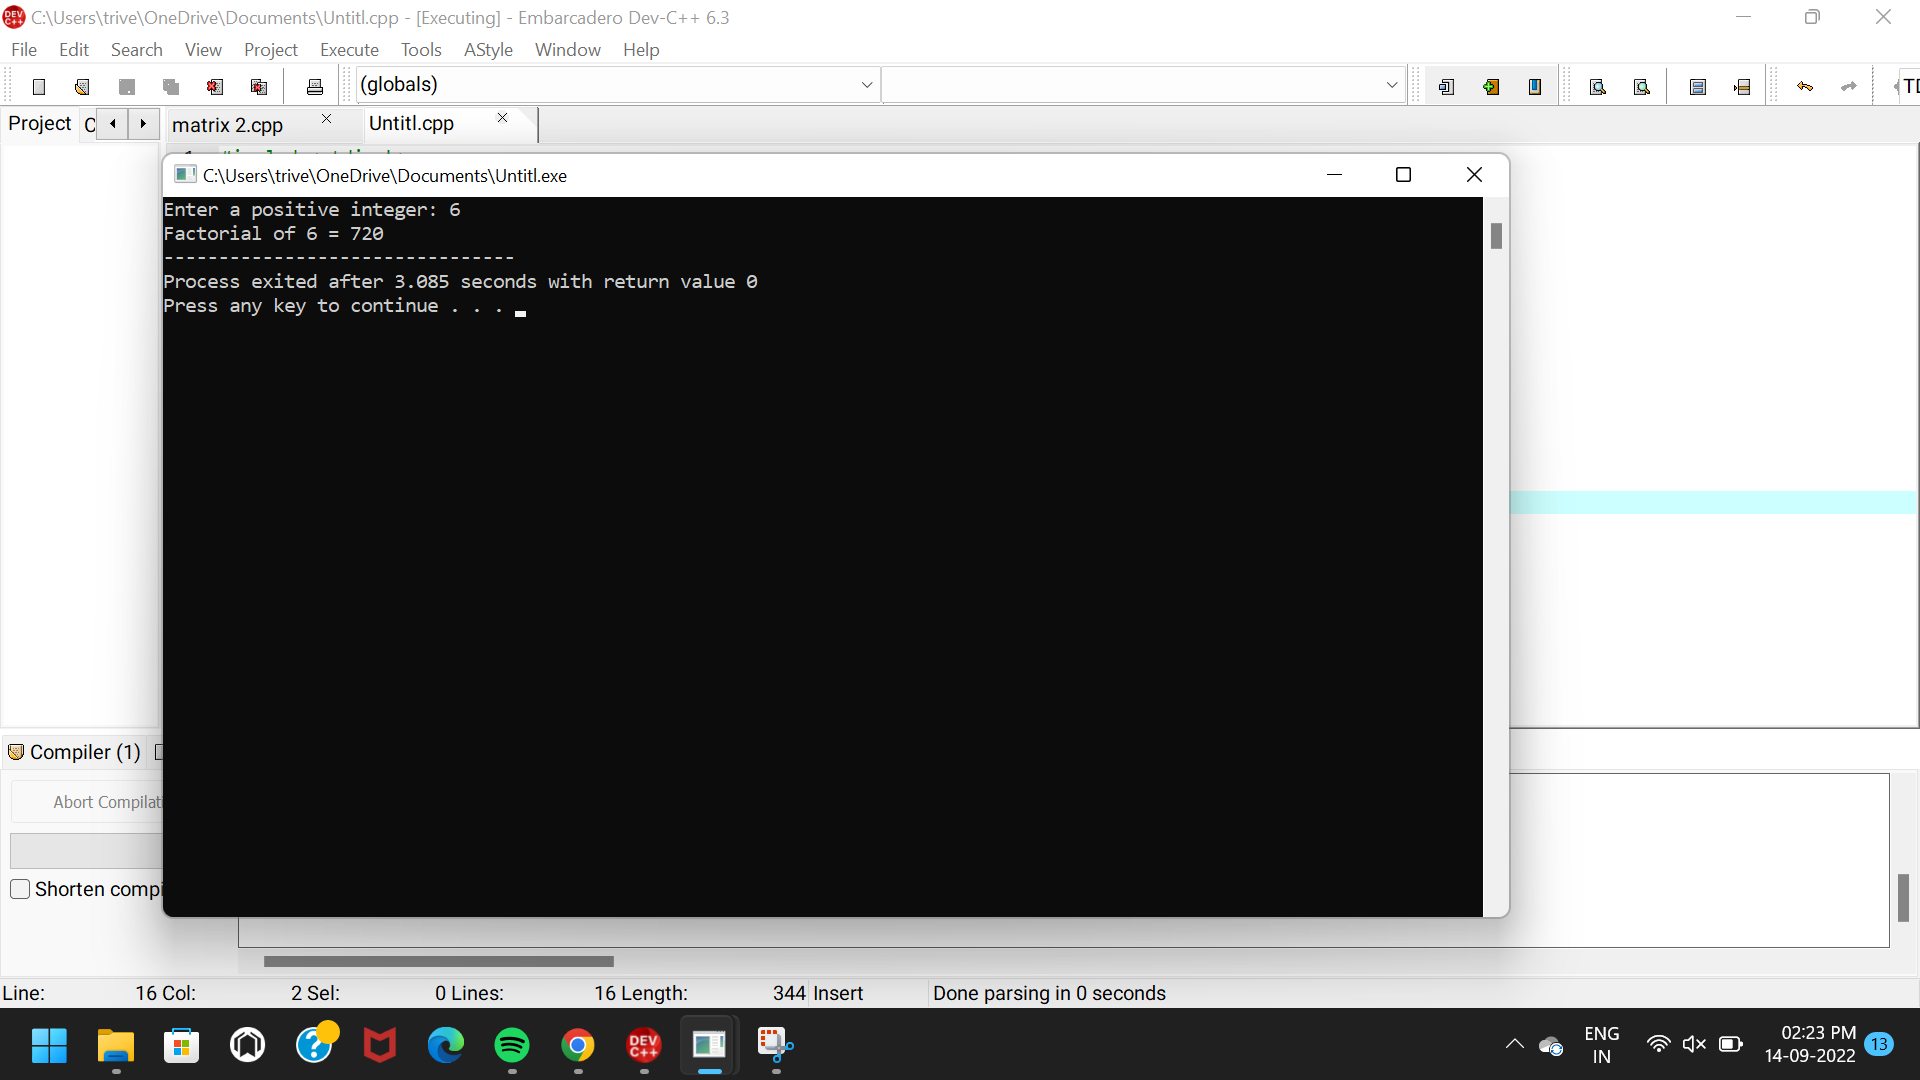 C:\Users\trive\OneDrive\Documents\Untitl.cpp - [Executing] - Embarcadero Dev-C++ 6.3
File Edit Search View Project Execute Tools AStyle Window Help
(globals)
Project
matrix 2.cpp
Untitl.cpp
C:\Users\trive\OneDrive\Documents\Untitl.exe
Enter a positive integer: 6
Factorial of 6 = 720
--------------------------------
Process exited after 3.085 seconds with return value 0
Press any key to continue . . .
Compiler (1)
Abort Compilat
Shorten compi
Line: 16 Col: 2 Sel: 0 Lines: 16 Length: 344 Insert Done parsing in 0 seconds
DEV C++
ENG
IN
02:23 PM
14-09-2022
13